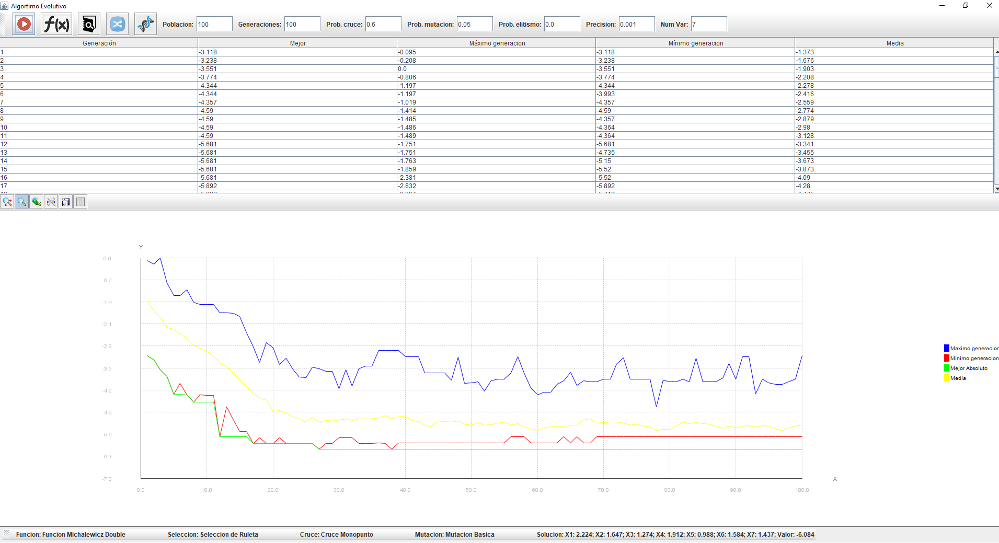 Algortimo Evolutivo
f(x) Poblacion: 100 Generaciones: 100 Prob. cruce: 0.6 Prob. mutacion: 0.05 Prob. elitismo: 0.0 Precision: 0.001 Num Var: 7
Generación Mejor Máximo generacion Mínimo generacion Media
1 -3.118 -0.095 -3.118 -1.373
2 -3.238 -0.208 -3.238 -1.676
3 -3.551 0.0 -3.551 -1.903
4 -3.774 -0.806 -3.774 -2.208
5 -4.344 -1.197 -4.344 -2.278
6 -4.344 -1.197 -3.993 -2.416
7 -4.357 -1.019 -4.357 -2.559
8 -4.59 -1.414 -4.59 -2.774
9 -4.59 -1.485 -4.357 -2.879
10 -4.59 -1.486 -4.364 -2.98
11 -4.59 -1.489 -4.364 -3.128
12 -5.681 -1.751 -5.681 -3.341
13 -5.681 -1.751 -4.735 -3.455
14 -5.681 -1.763 -5.15 -3.673
15 -5.681 -1.859 -5.52 -3.873
16 -5.681 -2.381 -5.52 -4.09
17 -5.892 -2.832 -5.892 -4.28
Y
0.0
-0.7
-1.4
-2.1
-2.8
-3.5
-4.2
-4.9
-5.6
-6.3
-7.0
X
0.0 10.0 20.0 30.0 40.0 50.0 60.0 70.0 80.0 90.0 100.0
Maximo generacion
Minimo generacion
Mejor Absoluto
Media
Funcion: Funcion Michalewicz Double Seleccion: Seleccion de Ruleta Cruce: Cruce Monopunto Mutacion: Mutacion Basica Solucion: X1: 2.224; X2: 1.647; X3: 1.274; X4: 1.912; X5: 0.988; X6: 1.584; X7: 1.437; Valor: -6.084